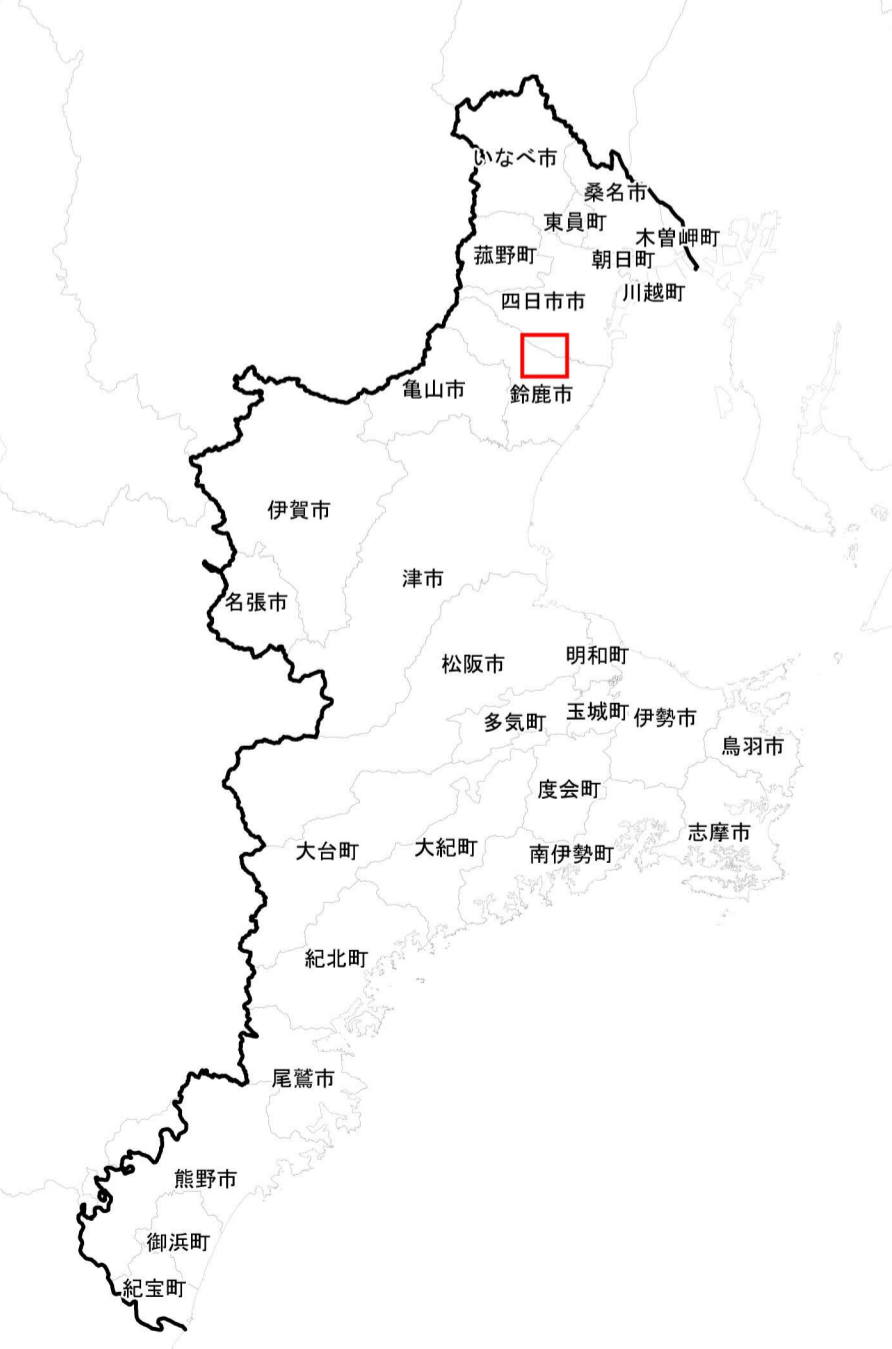 いなべ市
桑名市
東員町
木曽岬町
菰野町
朝日町
川越町
四日市市
亀山市
鈴鹿市
伊賀市
津市
名張市
松阪市
明和町
多気町
玉城町
伊勢市
鳥羽市
度会町
志摩市
大台町
大紀町
南伊勢町
紀北町
尾鷲市
熊野市
御浜町
紀宝町